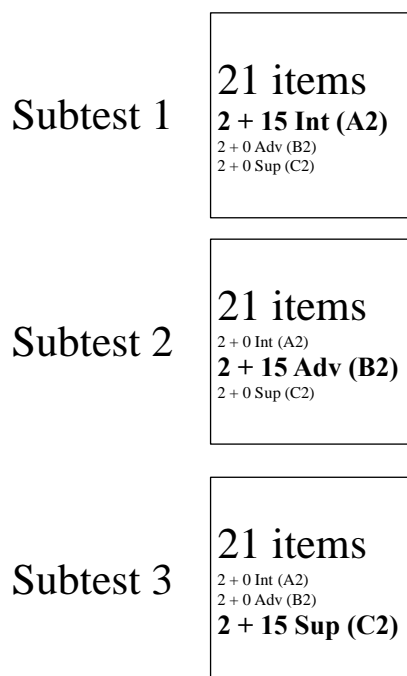 Subtest 1
21 items
2 + 15 Int (A2)
2 + 0 Adv (B2)
2 + 0 Sup (C2)
Subtest 2
21 items
2 + 0 Int (A2)
2 + 15 Adv (B2)
2 + 0 Sup (C2)
Subtest 3
21 items
2 + 0 Int (A2)
2 + 0 Adv (B2)
2 + 15 Sup (C2)